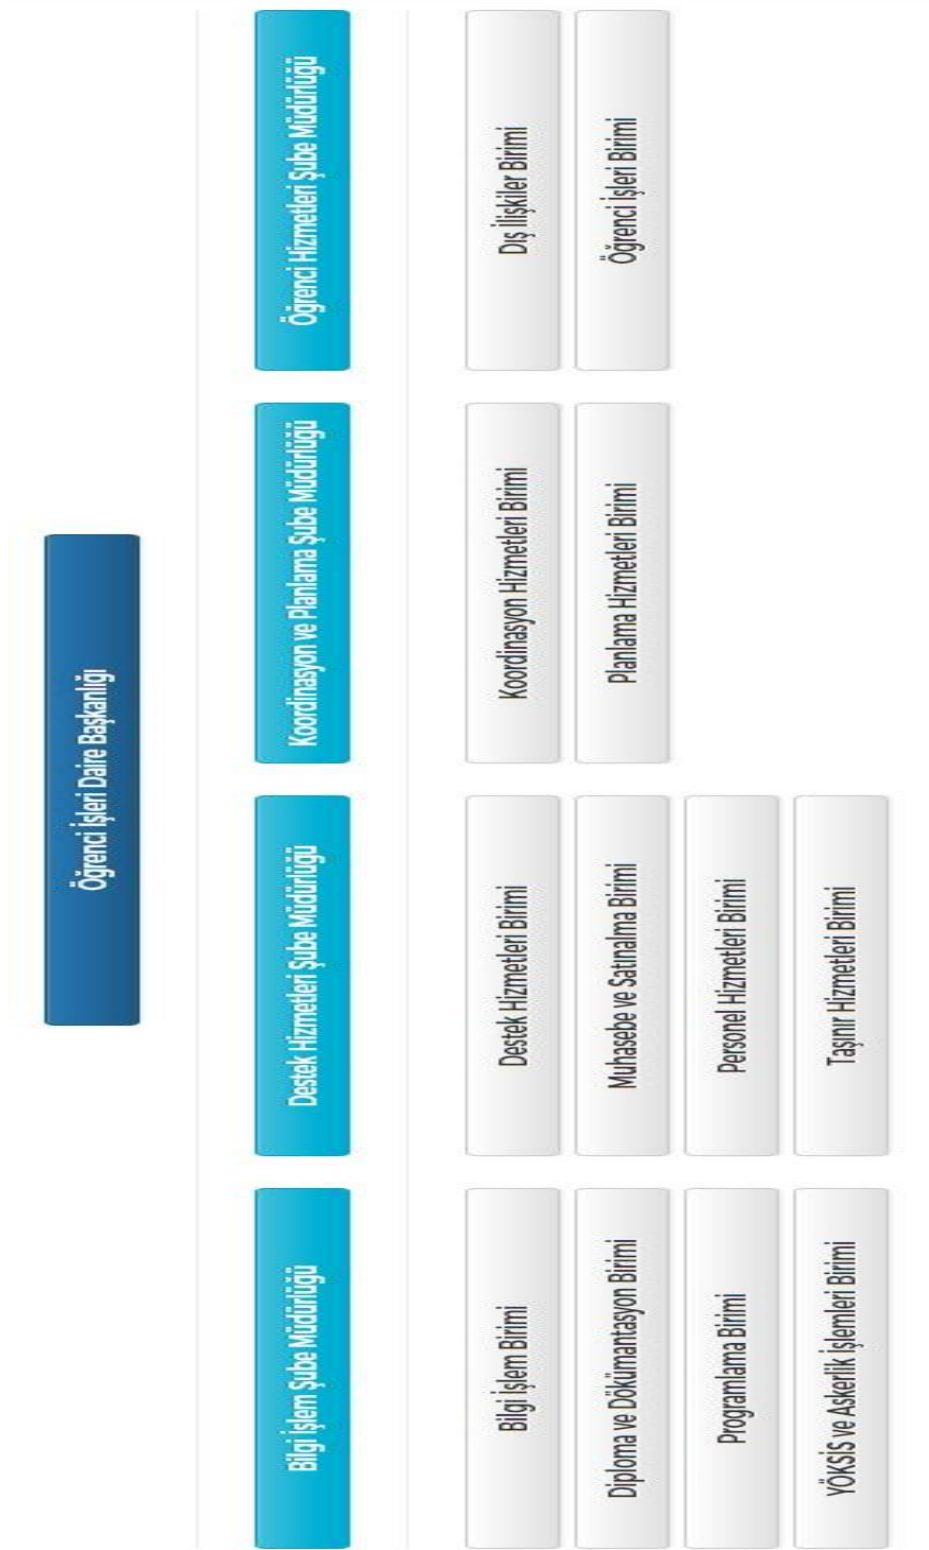 Öğrenci İşleri Daire Başkanlığı
Bilgi İşlem Şube Müdürlüğü
Destek Hizmetleri Şube Müdürlüğü
Koordinasyon ve Planlama Şube Müdürlüğü
Öğrenci Hizmetleri Şube Müdürlüğü
Bilgi İşlem Birimi
Destek Hizmetleri Birimi
Koordinasyon Hizmetleri Birimi
Dış İlişkiler Birimi
Diploma ve Dökümantasyon Birimi
Muhasebe ve Satınalma Birimi
Planlama Hizmetleri Birimi
Öğrenci İşleri Birimi
Programlama Birimi
Personel Hizmetleri Birimi
YÖKSİS ve Askerlik İşlemleri Birimi
Taşınır Hizmetleri Birimi